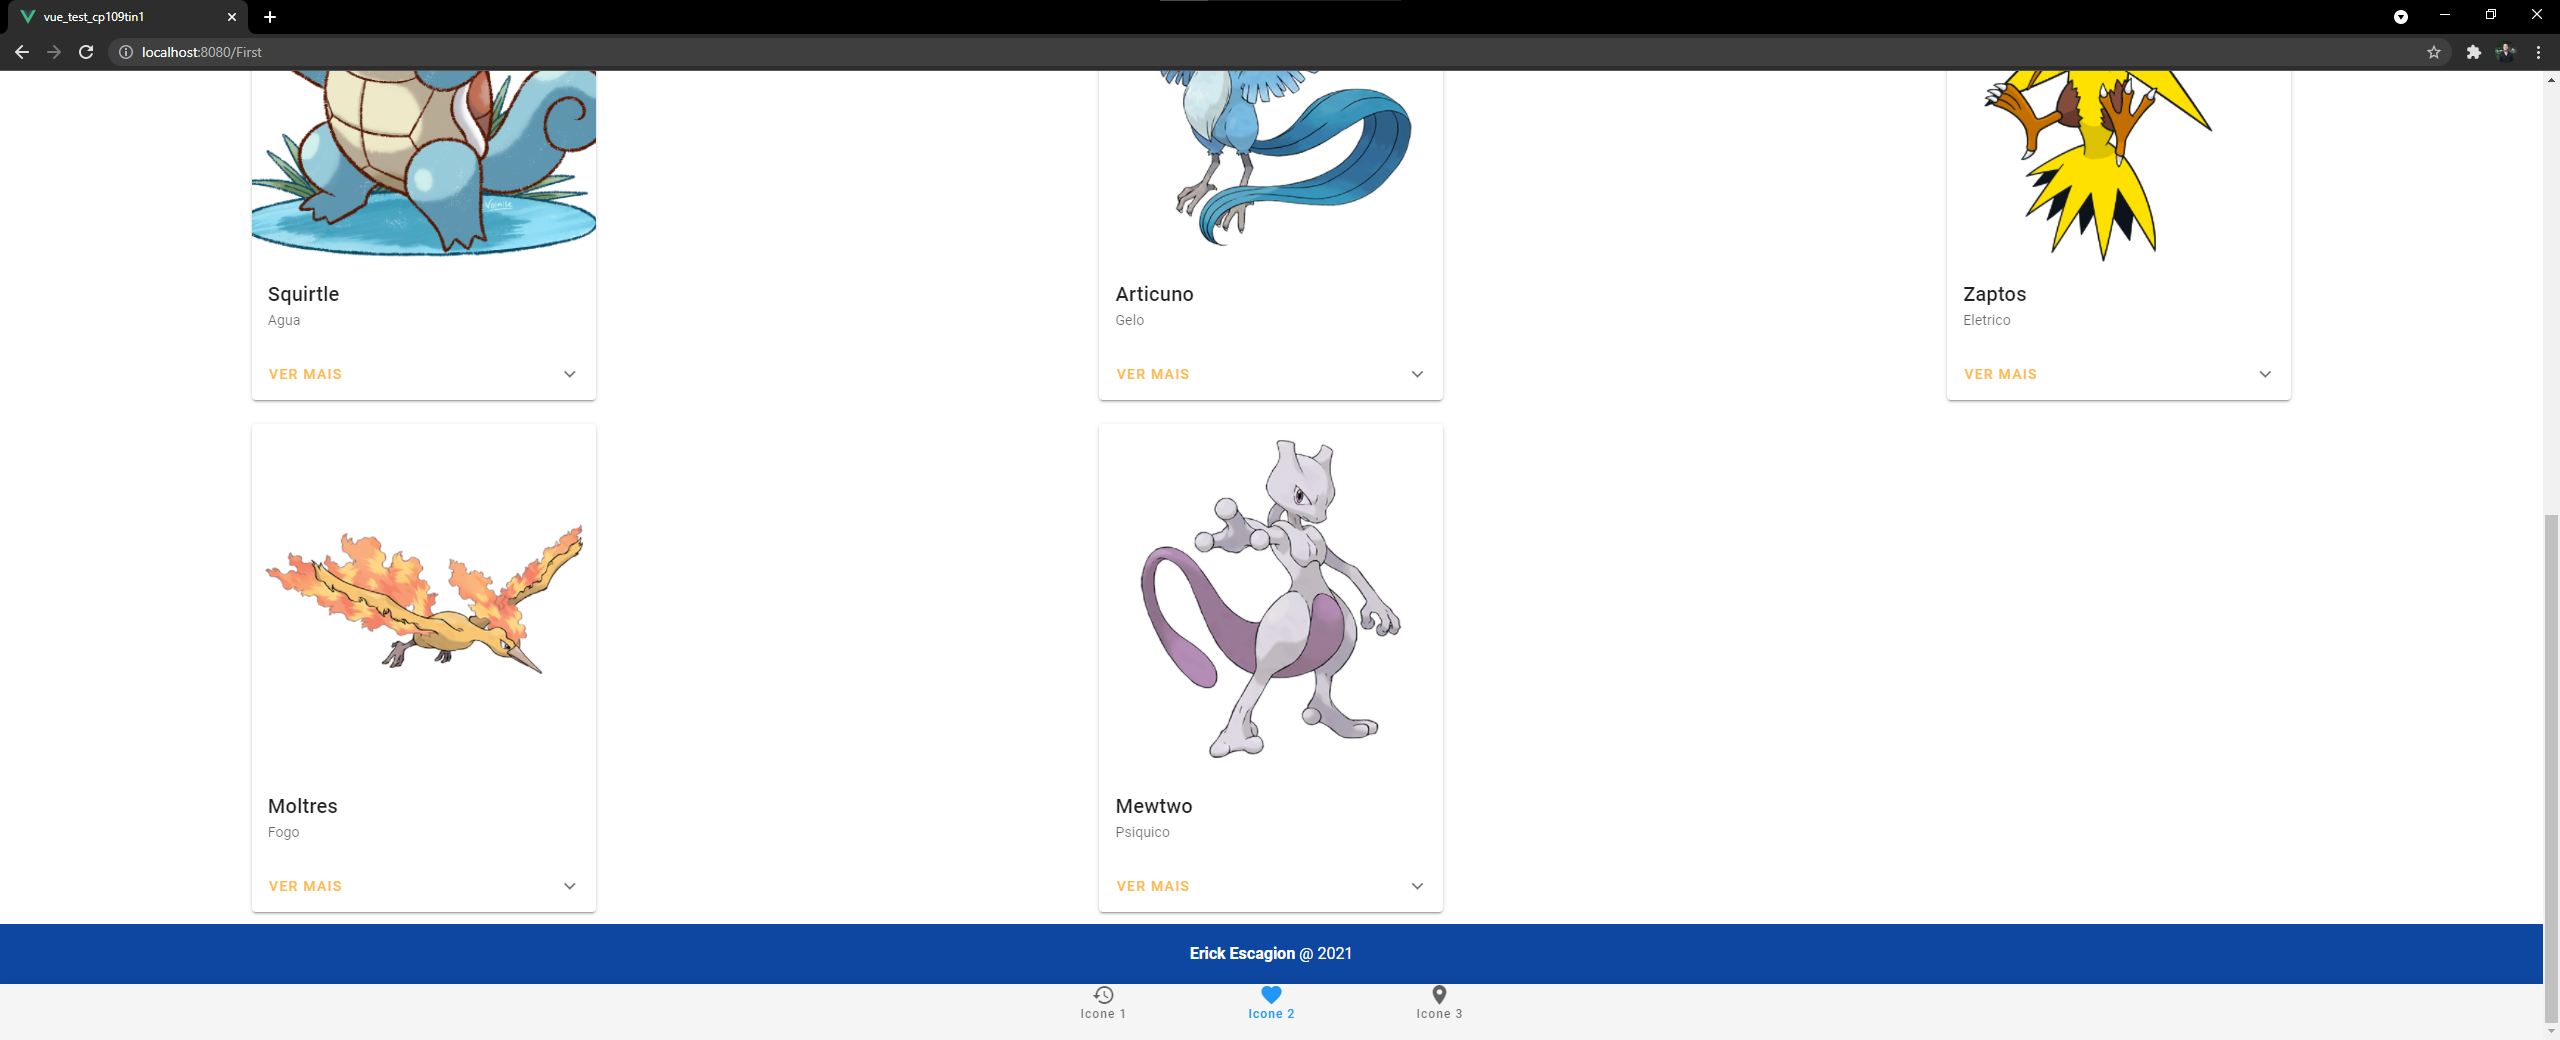 vue_test_cp109tin1
localhost:8080/First
Squirtle
Agua
VER MAIS
Articuno
Gelo
VER MAIS
Zaptos
Eletrico
VER MAIS
Moltres
Fogo
VER MAIS
Mewtwo
Psiquico
VER MAIS
Erick Escagion @ 2021
Icone 1
Icone 2
Icone 3